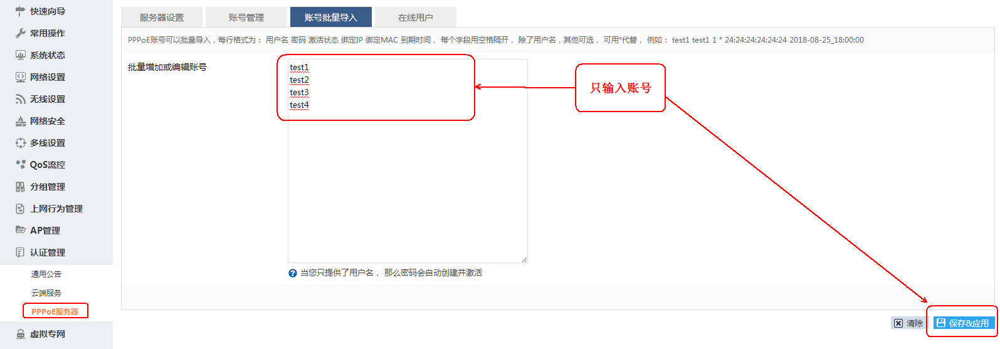 快速向导
常用操作
系统状态
网络设置
无线设置
网络安全
多线设置
QoS流控
分组管理
上网行为管理
AP管理
认证管理
通用公告
云端服务
PPPoE服务器
虚拟专网
服务器设置 账号管理 账号批量导入 在线用户
PPPoE账号可以批量导入，每行格式为： 用户名 密码 激活状态 绑定IP 绑定MAC 到期时间， 每个字段用空格隔开， 除了用户名，其他可选， 可用*代替， 例如： test1 test1 1 * 24:24:24:24:24:24 2018-08-25_18:00:00
批量增加或编辑账号
test1
test2
test3
test4
只输入账号
当您只提供了用户名， 那么密码会自动创建并激活
清除 保存&应用